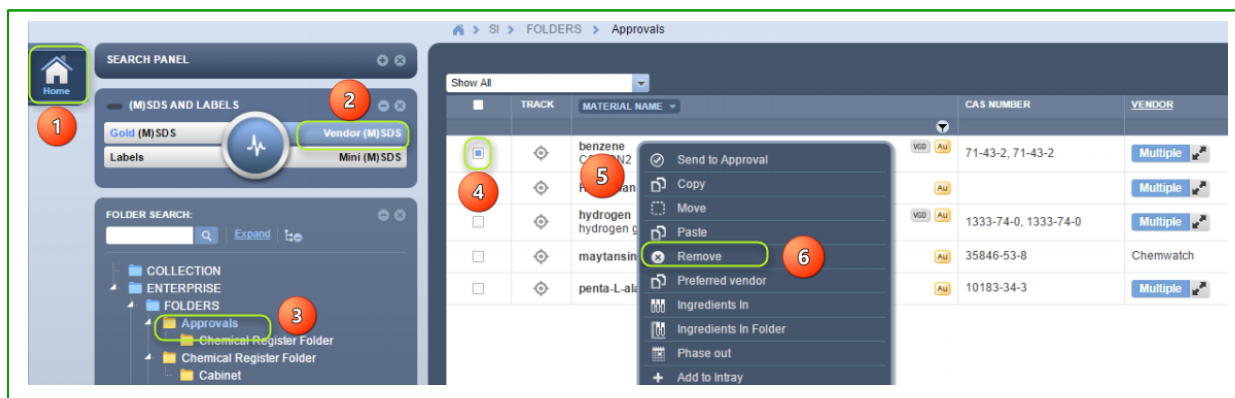 SI > FOLDERS > Approvals
Home
1
SEARCH PANEL
(M)SDS AND LABELS
2
Gold (M)SDS
Vendor (M)SDS
Labels
Mini (M)SDS
FOLDER SEARCH:
Expand
COLLECTION
ENTERPRISE
FOLDERS
Approvals
3
Chemical Register Folder
Chemical Register Folder
Cabinet
Show All
TRACK MATERIAL NAME CAS NUMBER VENDOR
4
5
benzene VGD Au 71-43-2, 71-43-2 Multiple
Au Multiple
hydrogen VGD Au 1333-74-0, 1333-74-0 Multiple
hydrogen g
maytansin Au 35846-53-8 Chemwatch
penta-L-ala Au 10183-34-3 Multiple
Send to Approval
Copy
Move
Paste
Remove
6
Preferred vendor
Ingredients In
Ingredients In Folder
Phase out
Add to Intray